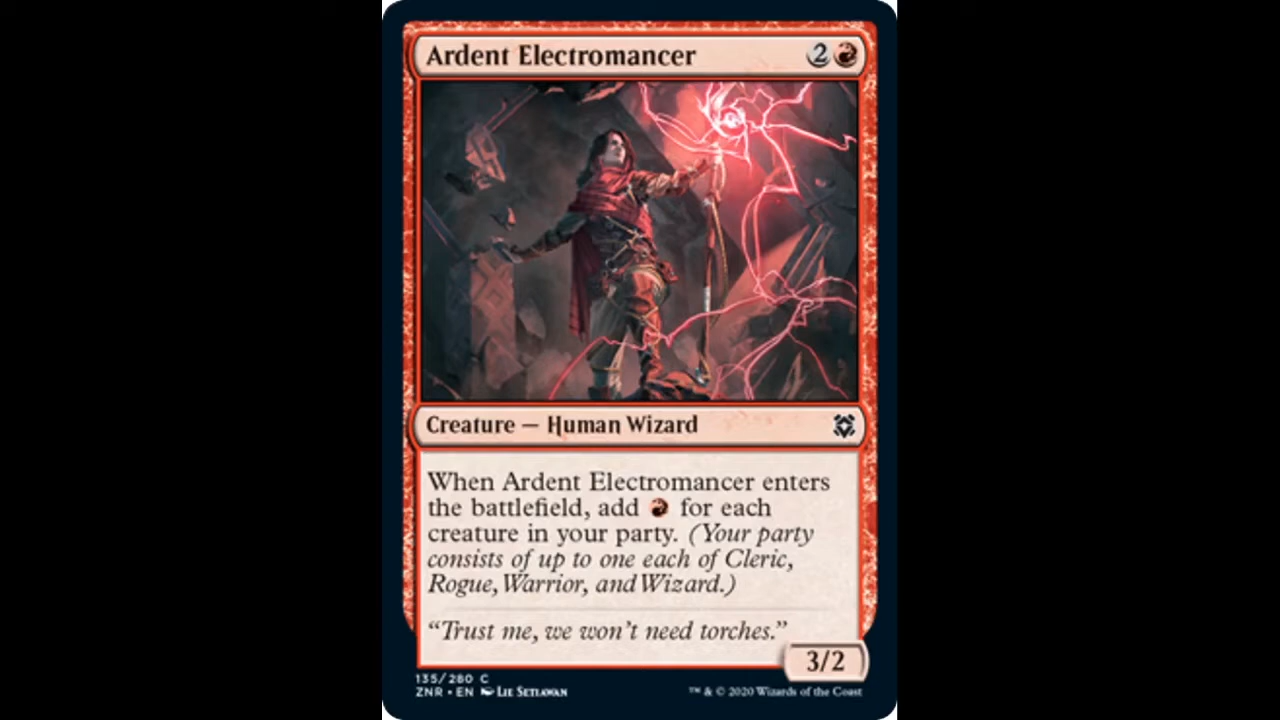 Ardent Electromancer 2
Creature — Human Wizard
When Ardent Electromancer enters
the battlefield, add for each
creature in your party. (Your party
consists of up to one each of Cleric,
Rogue, Warrior, and Wizard.)
“Trust me, we won’t need torches.”
3/2
135/280 C
ZNR • EN Lie Setiawan
™ & © 2020 Wizards of the Coast